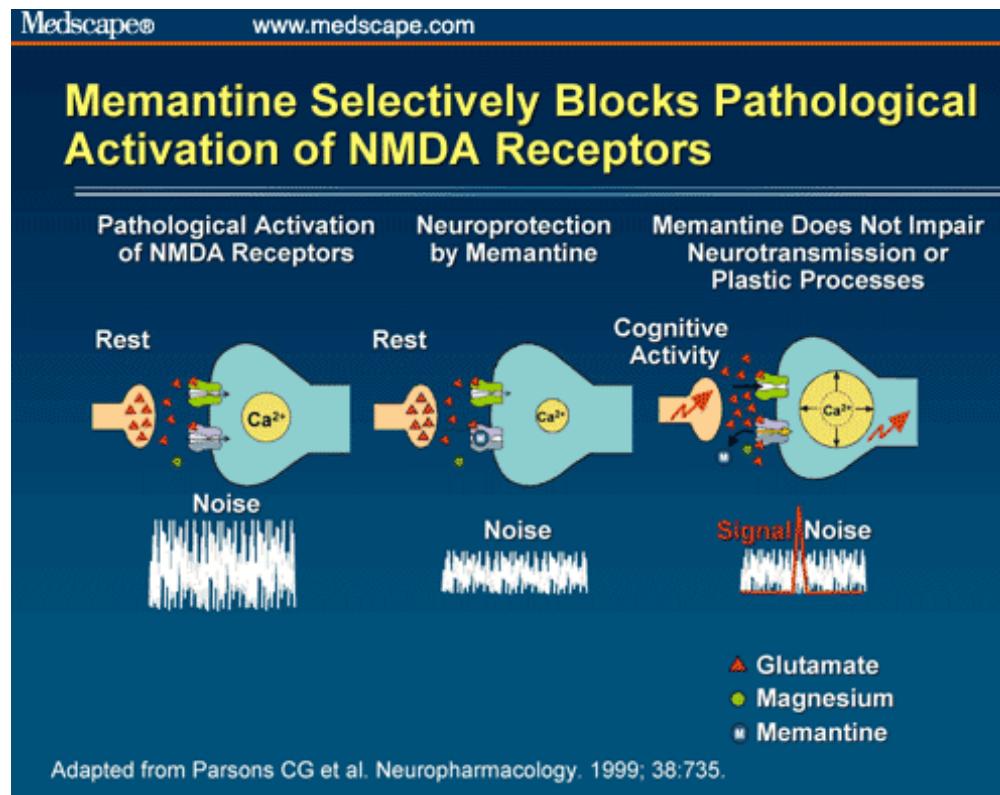 Medscape® www.medscape.com
Memantine Selectively Blocks Pathological
Activation of NMDA Receptors
Pathological Activation
of NMDA Receptors
Neuroprotection
by Memantine
Memantine Does Not Impair
Neurotransmission or
Plastic Processes
Rest
Ca²⁺
Noise
Rest
M
Ca²⁺
Noise
Cognitive
Activity
Ca²⁺
M
Signal Noise
Glutamate
Magnesium
M Memantine
Adapted from Parsons CG et al. Neuropharmacology. 1999; 38:735.